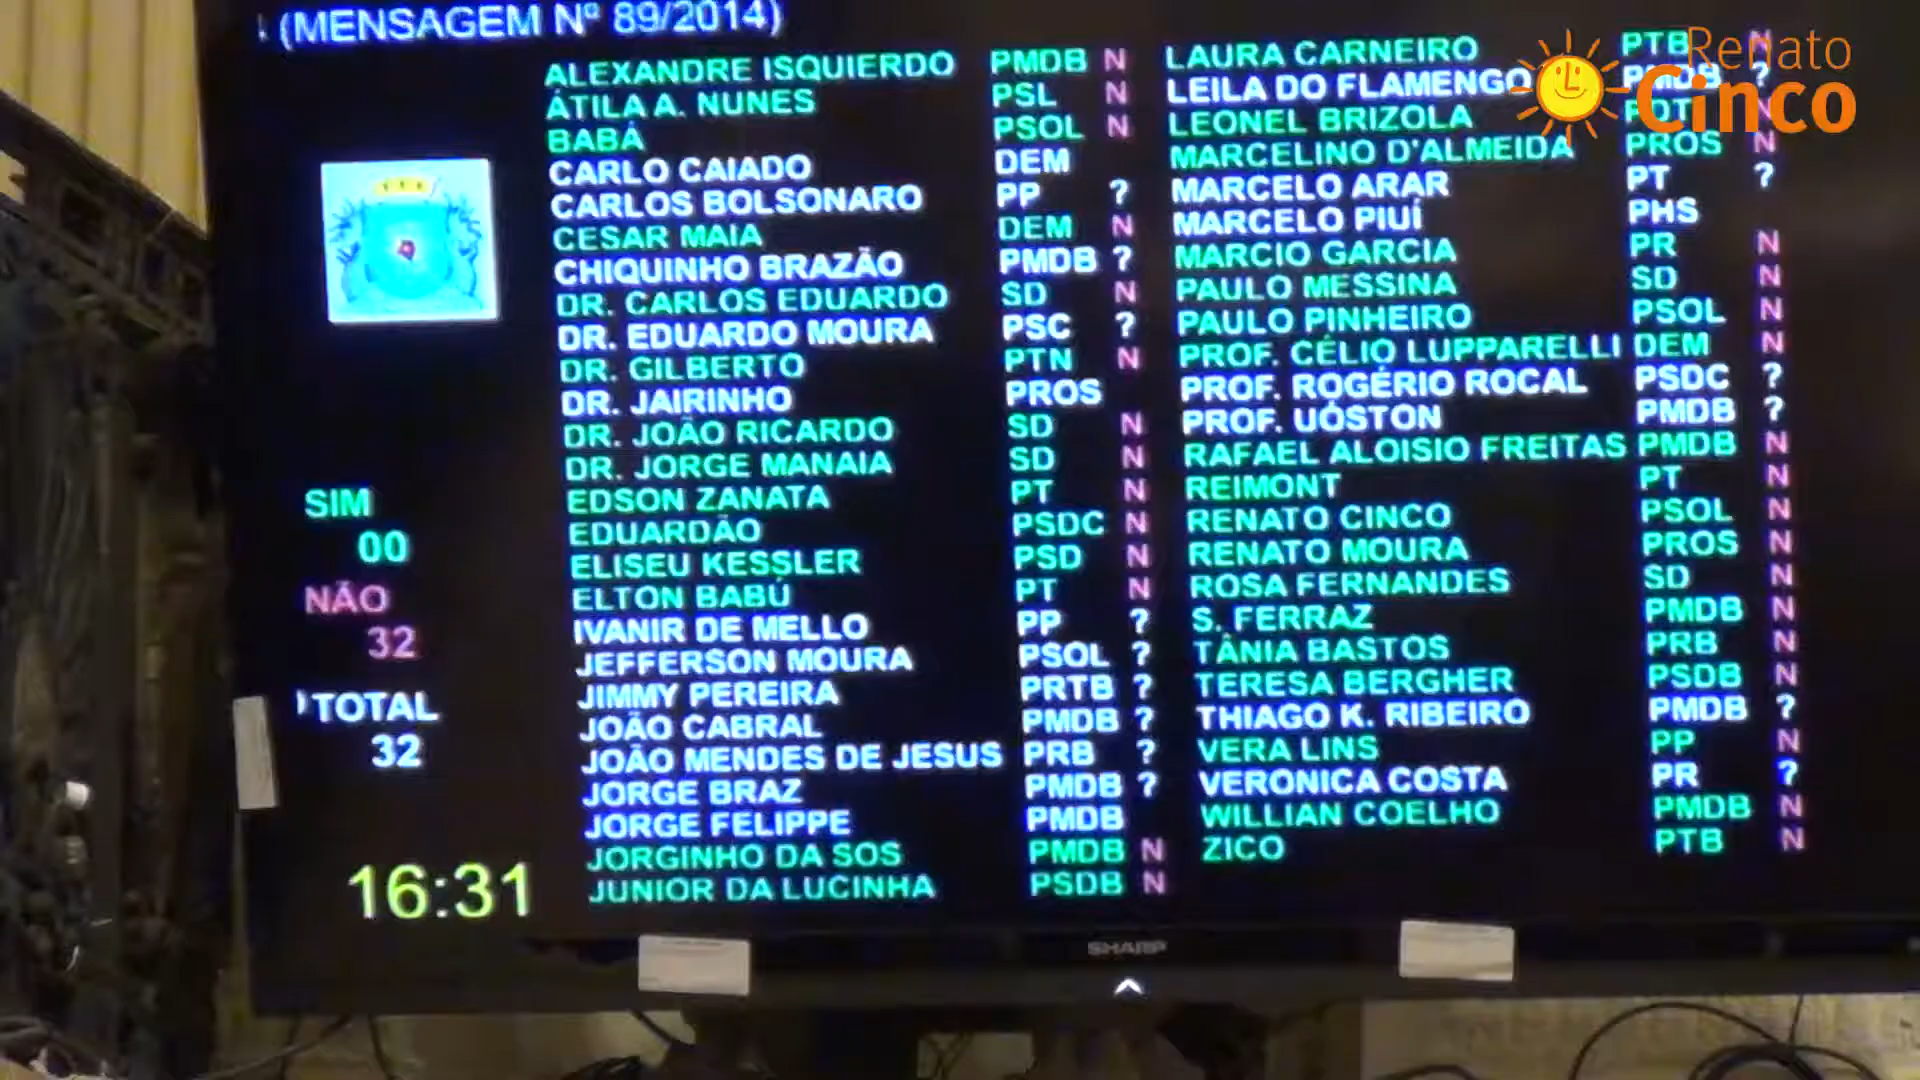 (MENSAGEM Nº 89/2014)
ALEXANDRE ISQUIERDO PMDB N
ÁTILA A. NUNES PSL N
BABÁ PSOL N
CARLO CAIADO DEM
CARLOS BOLSONARO PP ?
CESAR MAIA DEM N
CHIQUINHO BRAZÃO PMDB ?
DR. CARLOS EDUARDO SD N
DR. EDUARDO MOURA PSC ?
DR. GILBERTO PTN N
DR. JAIRINHO PROS
DR. JOÃO RICARDO SD N
DR. JORGE MANAIA SD N
EDSON ZANATA PT N
EDUARDÃO PSDC N
ELISEU KESSLER PSD N
ELTON BABÚ PT N
IVANIR DE MELLO PP ?
JEFFERSON MOURA PSOL ?
JIMMY PEREIRA PRTB ?
JOÃO CABRAL PMDB ?
JOÃO MENDES DE JESUS PRB ?
JORGE BRAZ PMDB ?
JORGE FELIPPE PMDB
JORGINHO DA SOS PMDB N
JUNIOR DA LUCINHA PSDB N
LAURA CARNEIRO PTB N
LEILA DO FLAMENGO PMDB ?
LEONEL BRIZOLA PDT N
MARCELINO D'ALMEIDA PROS N
MARCELO ARAR PT ?
MARCELO PIUÍ PHS
MARCIO GARCIA PR N
PAULO MESSINA SD N
PAULO PINHEIRO PSOL N
PROF. CÉLIO LUPPARELLI DEM N
PROF. ROGÉRIO ROCAL PSDC ?
PROF. UÓSTON PMDB ?
RAFAEL ALOISIO FREITAS PMDB N
REIMONT PT N
RENATO CINCO PSOL N
RENATO MOURA PROS N
ROSA FERNANDES SD N
S. FERRAZ PMDB N
TÂNIA BASTOS PRB N
TERESA BERGHER PSDB N
THIAGO K. RIBEIRO PMDB ?
VERA LINS PP N
VERONICA COSTA PR ?
WILLIAN COELHO PMDB N
ZICO PTB N
SIM
00
NÃO
32
TOTAL
32
16:31
SHARP
Renato
Cinco